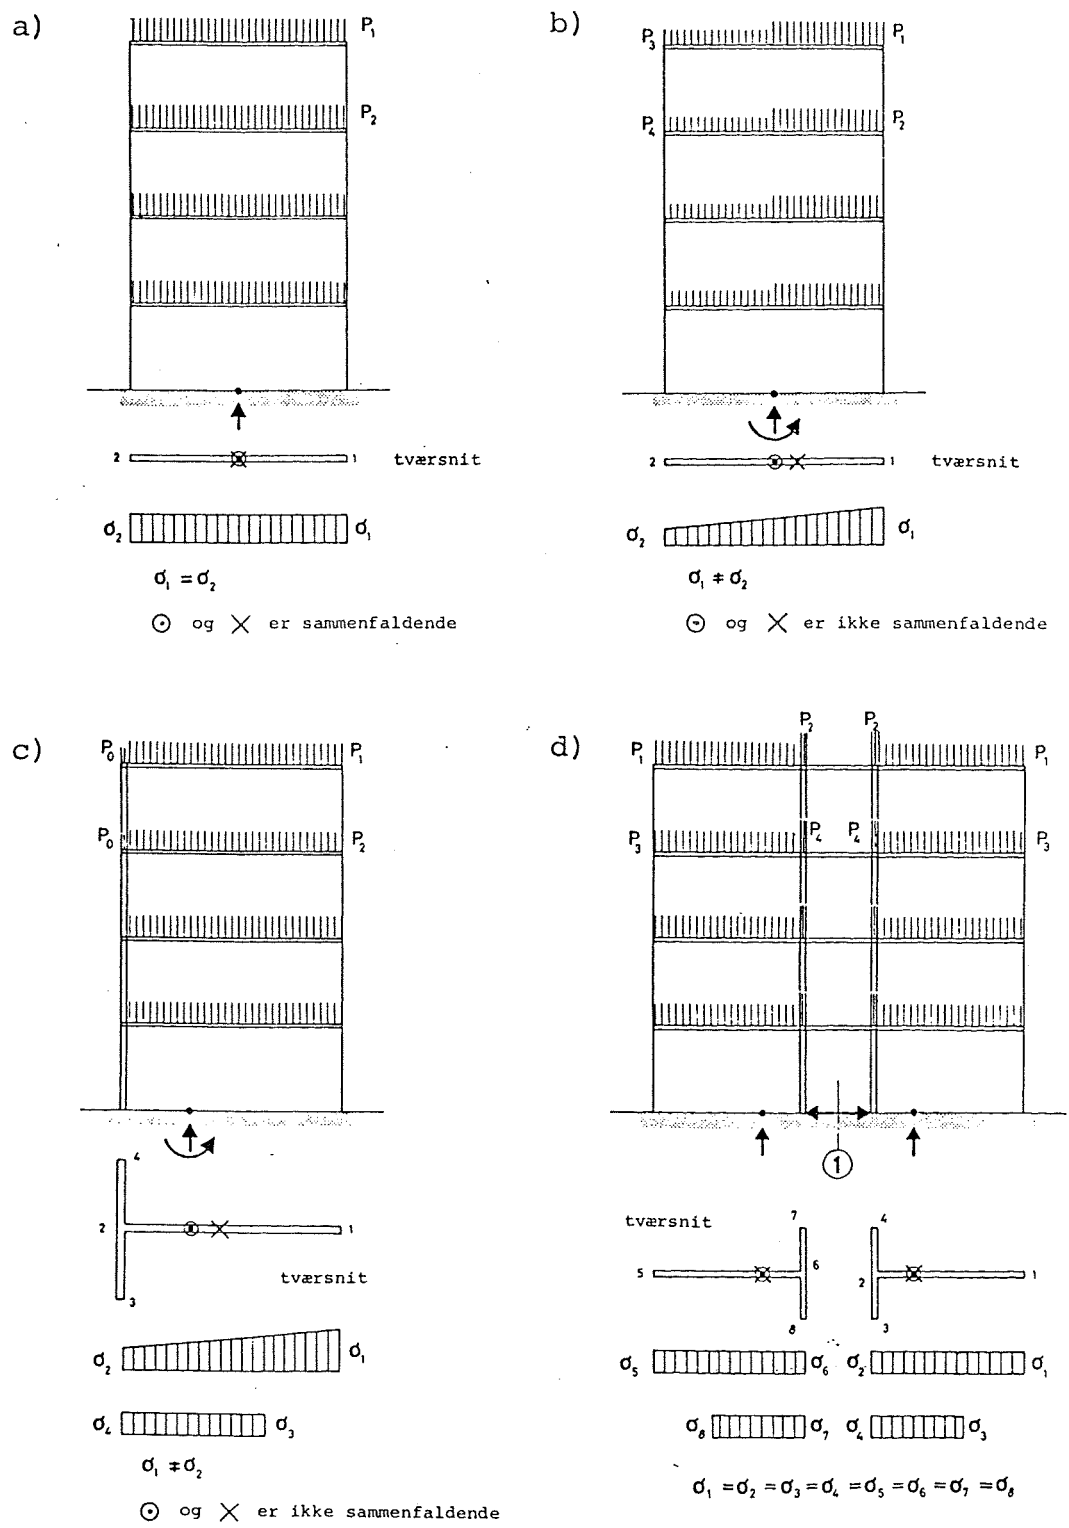 a)
P₁
P₂
2 1 tværsnit
σ₂ σ₁
σ₁ = σ₂
⊙ og × er sammenfaldende
b)
P₃ P₁
P₄ P₂
2 1 tværsnit
σ₂ σ₁
σ₁ ≠ σ₂
⊙ og × er ikke sammenfaldende
c)
P₀ P₁
P₀ P₂
4
2 1
3
tværsnit
σ₂ σ₁
σ₄ σ₃
σ₁ ≠ σ₂
⊙ og × er ikke sammenfaldende
d)
P₂ P₂
P₁ P₁
P₄ P₄
P₃ P₃
1
tværsnit
7 4
5 6 2 1
8 3
σ₅ σ₆ σ₂ σ₁
σ₈ σ₇ σ₄ σ₃
σ₁ = σ₂ = σ₃ = σ₄ = σ₅ = σ₆ = σ₇ = σ₈